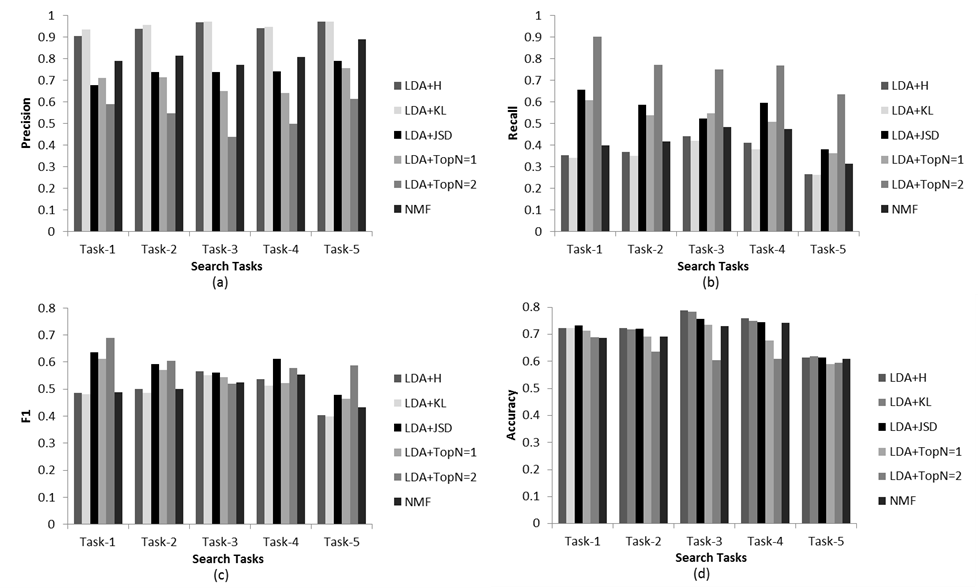 1
0.9
0.8
0.7
0.6
0.5
0.4
0.3
0.2
0.1
0
Precision
Task-1 Task-2 Task-3 Task-4 Task-5
Search Tasks
(a)
LDA+H
LDA+KL
LDA+JSD
LDA+TopN=1
LDA+TopN=2
NMF
1
0.9
0.8
0.7
0.6
0.5
0.4
0.3
0.2
0.1
0
Recall
Task-1 Task-2 Task-3 Task-4 Task-5
Search Tasks
(b)
LDA+H
LDA+KL
LDA+JSD
LDA+TopN=1
LDA+TopN=2
NMF
0.8
0.7
0.6
0.5
0.4
0.3
0.2
0.1
0
F1
Task-1 Task-2 Task-3 Task-4 Task-5
Search Tasks
(c)
LDA+H
LDA+KL
LDA+JSD
LDA+TopN=1
LDA+TopN=2
NMF
0.8
0.7
0.6
0.5
0.4
0.3
0.2
0.1
0
Accuracy
Task-1 Task-2 Task-3 Task-4 Task-5
Search Tasks
(d)
LDA+H
LDA+KL
LDA+JSD
LDA+TopN=1
LDA+TopN=2
NMF